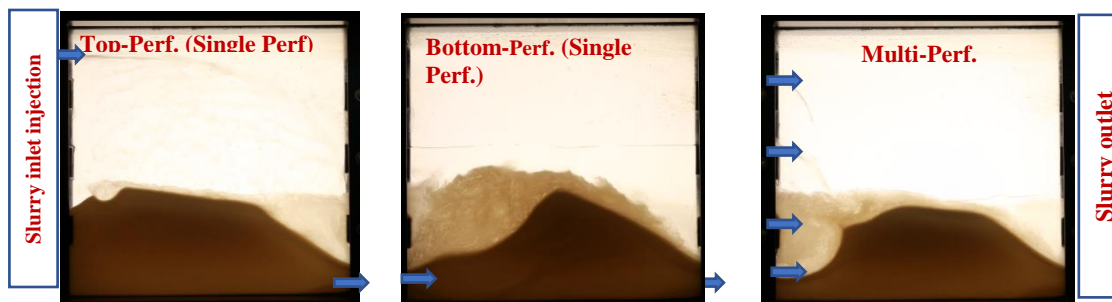 Slurry inlet injection
Top-Perf. (Single Perf)
Bottom-Perf. (Single
Perf.)
Multi-Perf.
Slurry outlet